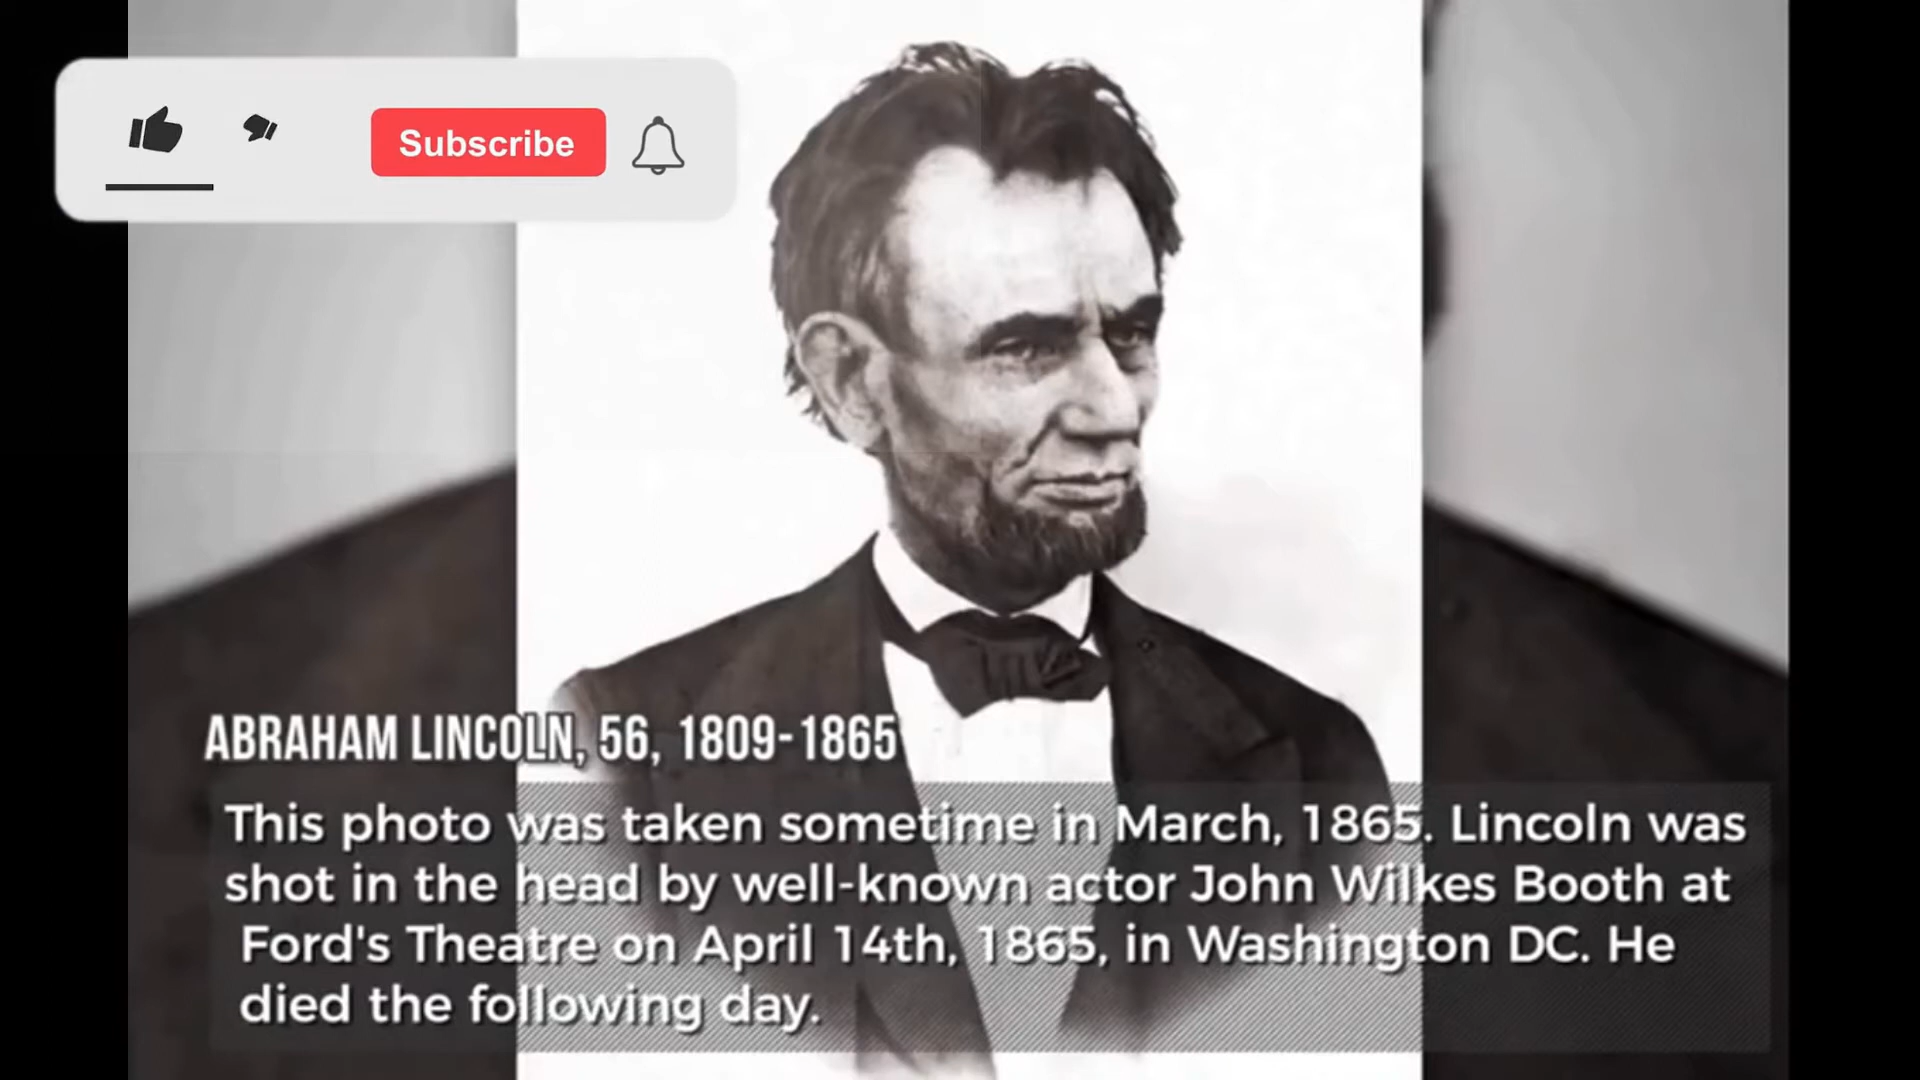 Subscribe
ABRAHAM LINCOLN, 56, 1809-1865
This photo was taken sometime in March, 1865. Lincoln was
shot in the head by well-known actor John Wilkes Booth at
Ford's Theatre on April 14th, 1865, in Washington DC. He
died the following day.